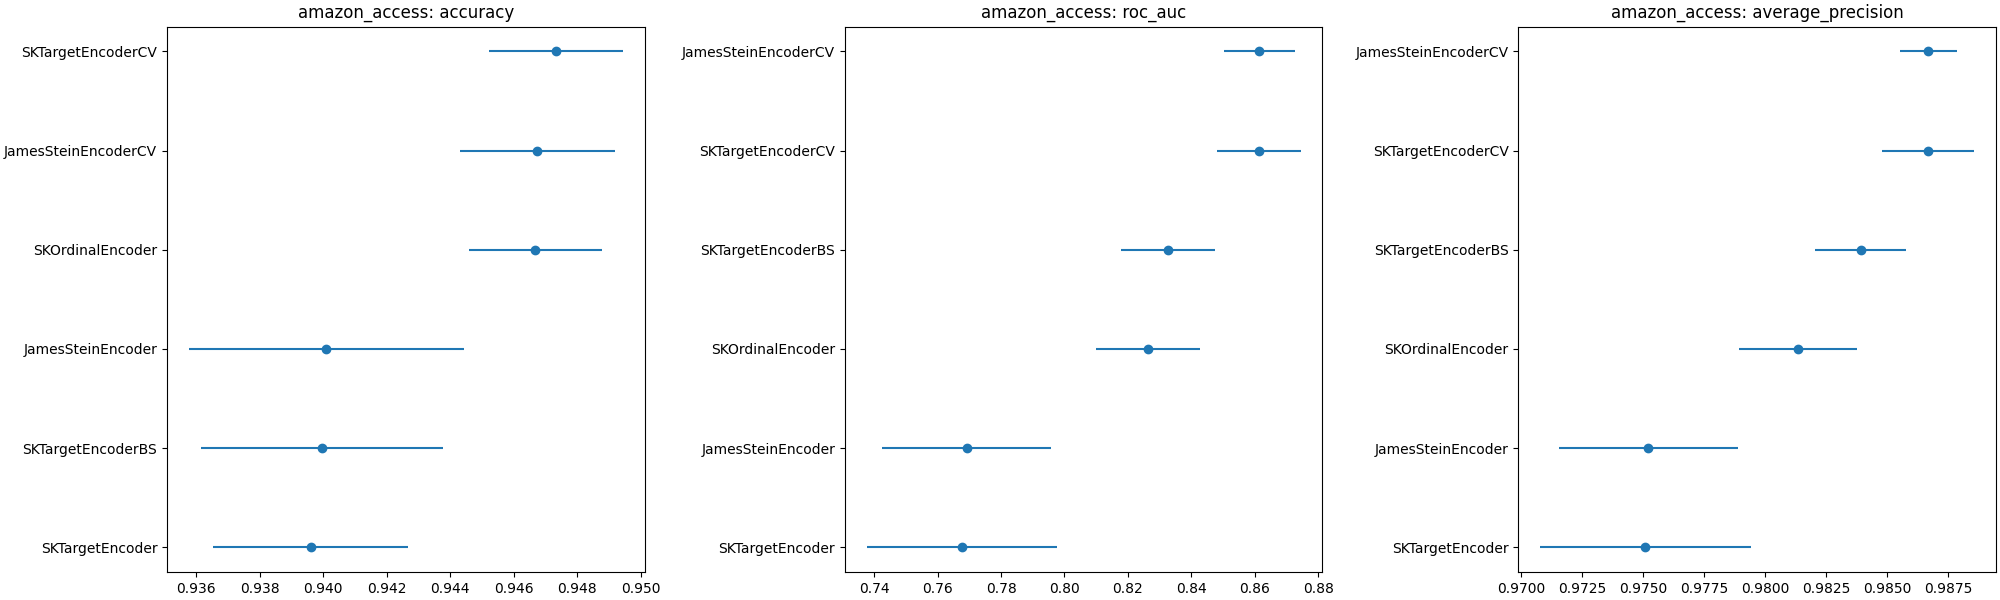 amazon_access: accuracy
SKTargetEncoderCV
JamesSteinEncoderCV
SKOrdinalEncoder
JamesSteinEncoder
SKTargetEncoderBS
SKTargetEncoder
0.936 0.938 0.940 0.942 0.944 0.946 0.948 0.950
amazon_access: roc_auc
JamesSteinEncoderCV
SKTargetEncoderCV
SKTargetEncoderBS
SKOrdinalEncoder
JamesSteinEncoder
SKTargetEncoder
0.74 0.76 0.78 0.80 0.82 0.84 0.86 0.88
amazon_access: average_precision
JamesSteinEncoderCV
SKTargetEncoderCV
SKTargetEncoderBS
SKOrdinalEncoder
JamesSteinEncoder
SKTargetEncoder
0.9700 0.9725 0.9750 0.9775 0.9800 0.9825 0.9850 0.9875